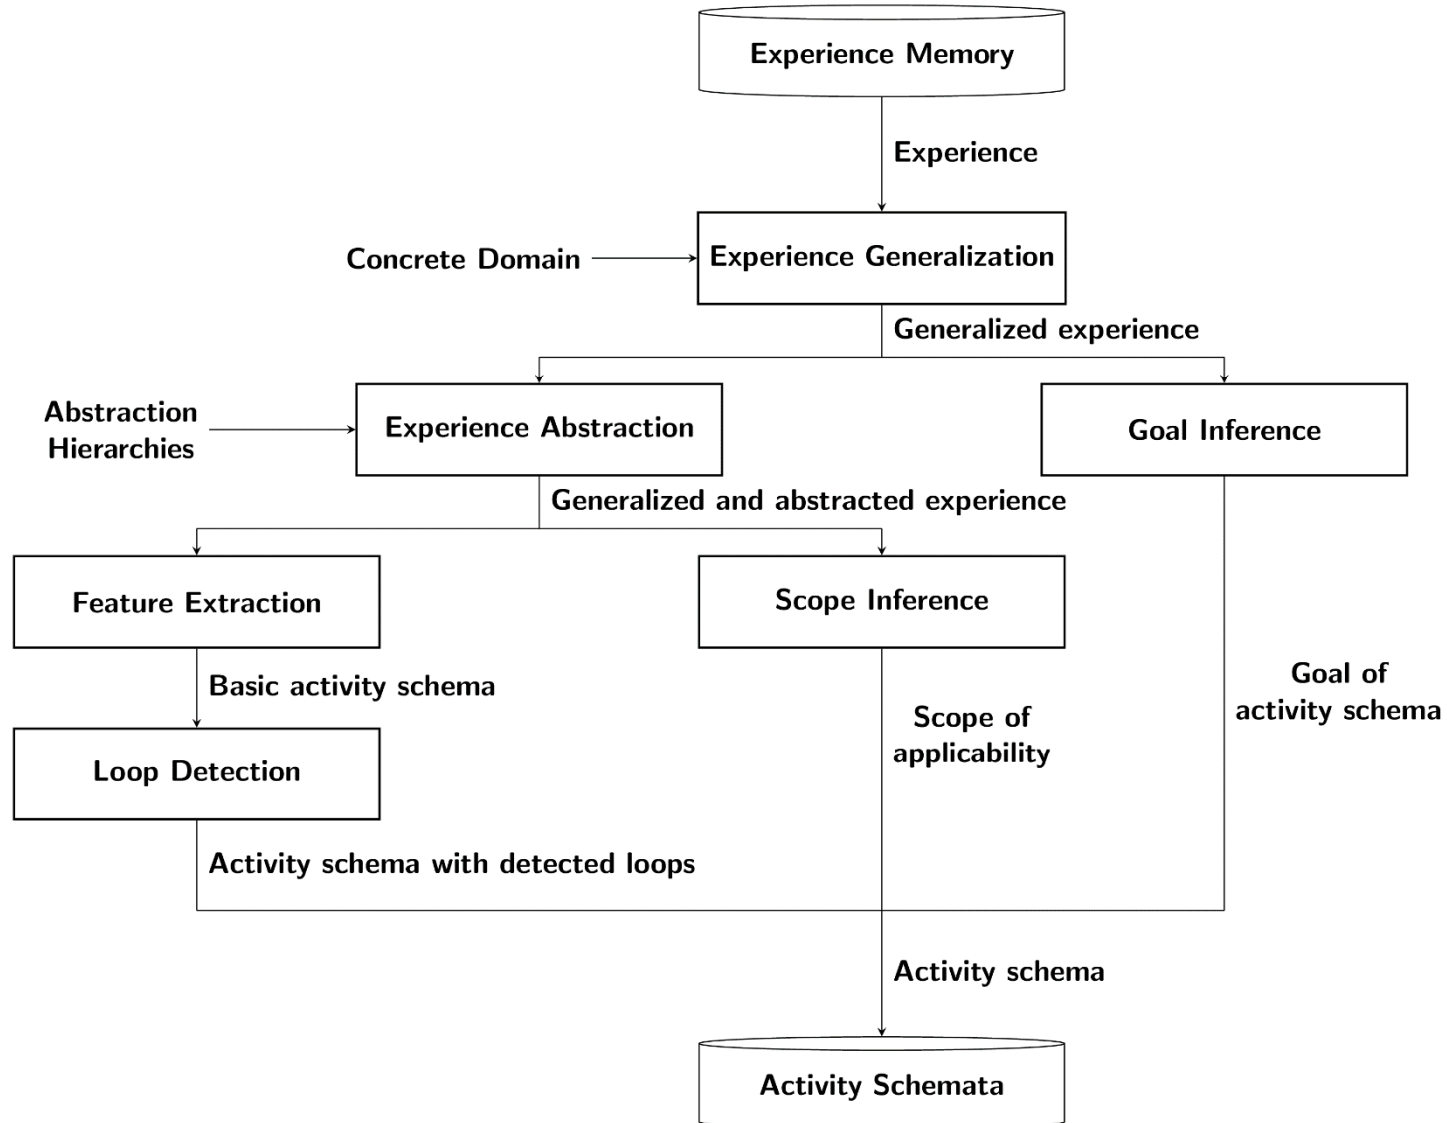 Experience Memory
Experience
Concrete Domain
Experience Generalization
Generalized experience
Abstraction
Hierarchies
Experience Abstraction
Goal Inference
Generalized and abstracted experience
Feature Extraction
Scope Inference
Basic activity schema
Scope of
applicability
Goal of
activity schema
Loop Detection
Activity schema with detected loops
Activity schema
Activity Schemata